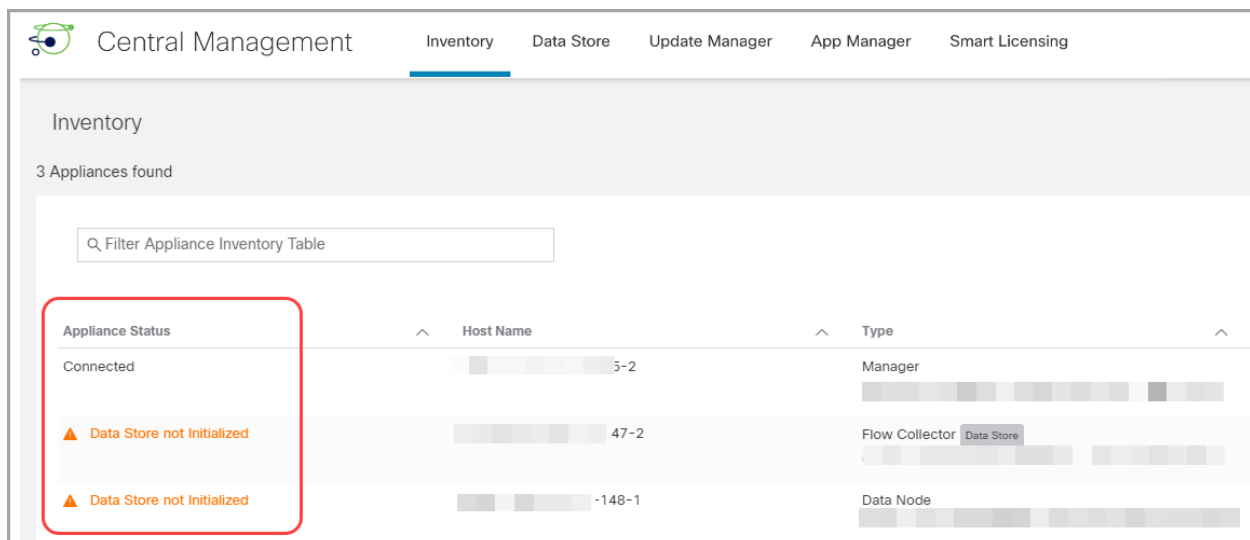 Central Management Inventory Data Store Update Manager App Manager Smart Licensing
Inventory
3 Appliances found
Filter Appliance Inventory Table
Appliance Status Host Name Type
Connected 5-2 Manager
Data Store not Initialized 47-2 Flow Collector Data Store
Data Store not Initialized -148-1 Data Node